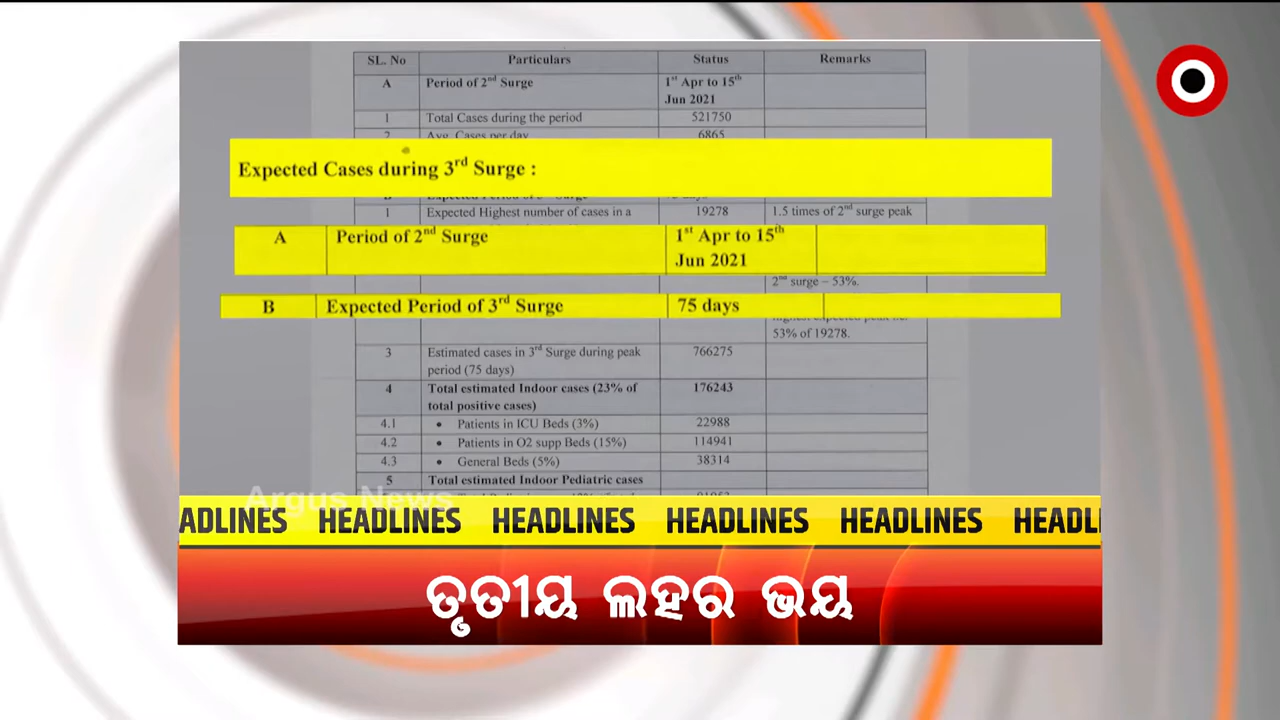 SL. No Particulars Status Remarks
A Period of 2nd Surge 1st Apr to 15th
Jun 2021
1 Total Cases during the period 521750
2 Avg. Cases per day 6865
Expected Cases during 3rd Surge :
1 Expected Highest number of cases in a 19278 1.5 times of 2nd surge peak
A Period of 2nd Surge 1st Apr to 15th
Jun 2021
2nd surge – 53%.
B Expected Period of 3rd Surge 75 days
53% of 19278.
3 Estimated cases in 3rd Surge during peak 766275
period (75 days)
4 Total estimated Indoor cases (23% of 176243
total positive cases)
4.1 • Patients in ICU Beds (3%) 22988
4.2 • Patients in O2 supp Beds (15%) 114941
4.3 • General Beds (5%) 38314
5 Total estimated Indoor Pediatric cases
Argus News
ADLINES HEADLINES HEADLINES HEADLINES HEADLINES HEADL
ତୃତୀୟ ଲହର ଭୟ